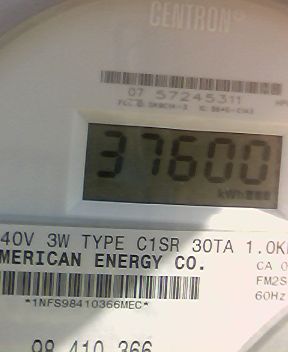 CENTRON®
07 57245311
37600
kWh
40V 3W TYPE C1SR 30TA 1.0K
MERICAN ENERGY CO.
CA 0
FM2S
60Hz
*1NFS98410366MEC*
98 410 366